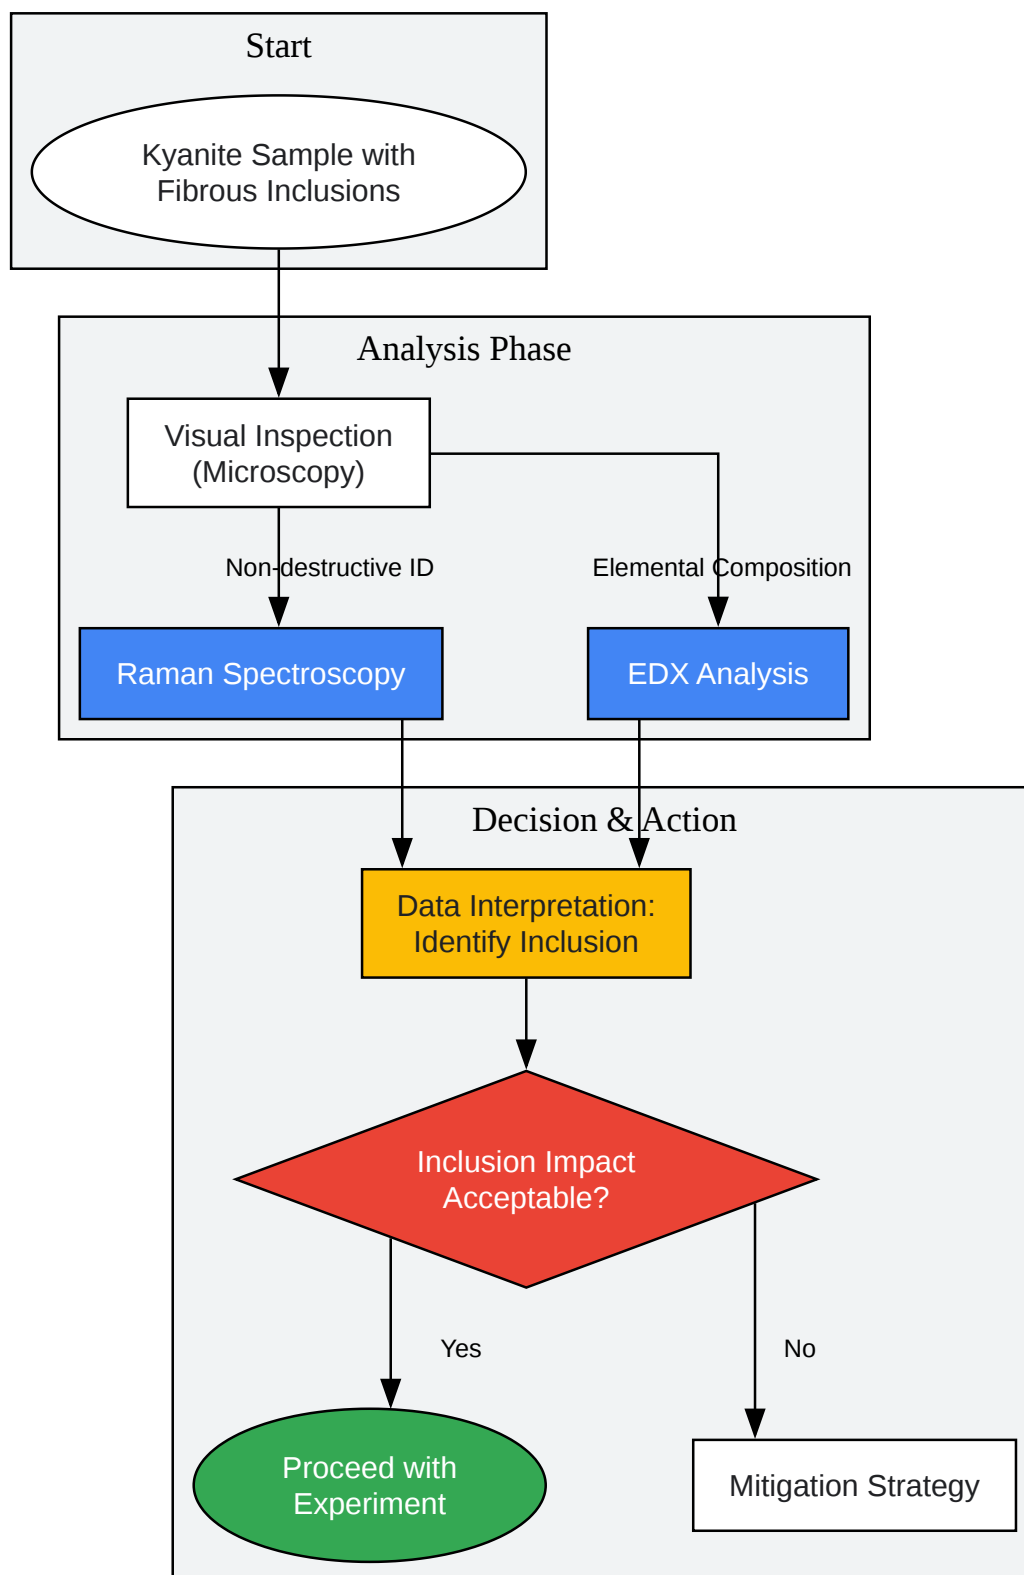 Start
Kyanite Sample with
Fibrous Inclusions
Analysis Phase
Visual Inspection
(Microscopy)
Non-destructive ID
Elemental Composition
Raman Spectroscopy
EDX Analysis
Decision & Action
Data Interpretation:
Identify Inclusion
Inclusion Impact
Acceptable?
Yes
No
Proceed with
Experiment
Mitigation Strategy